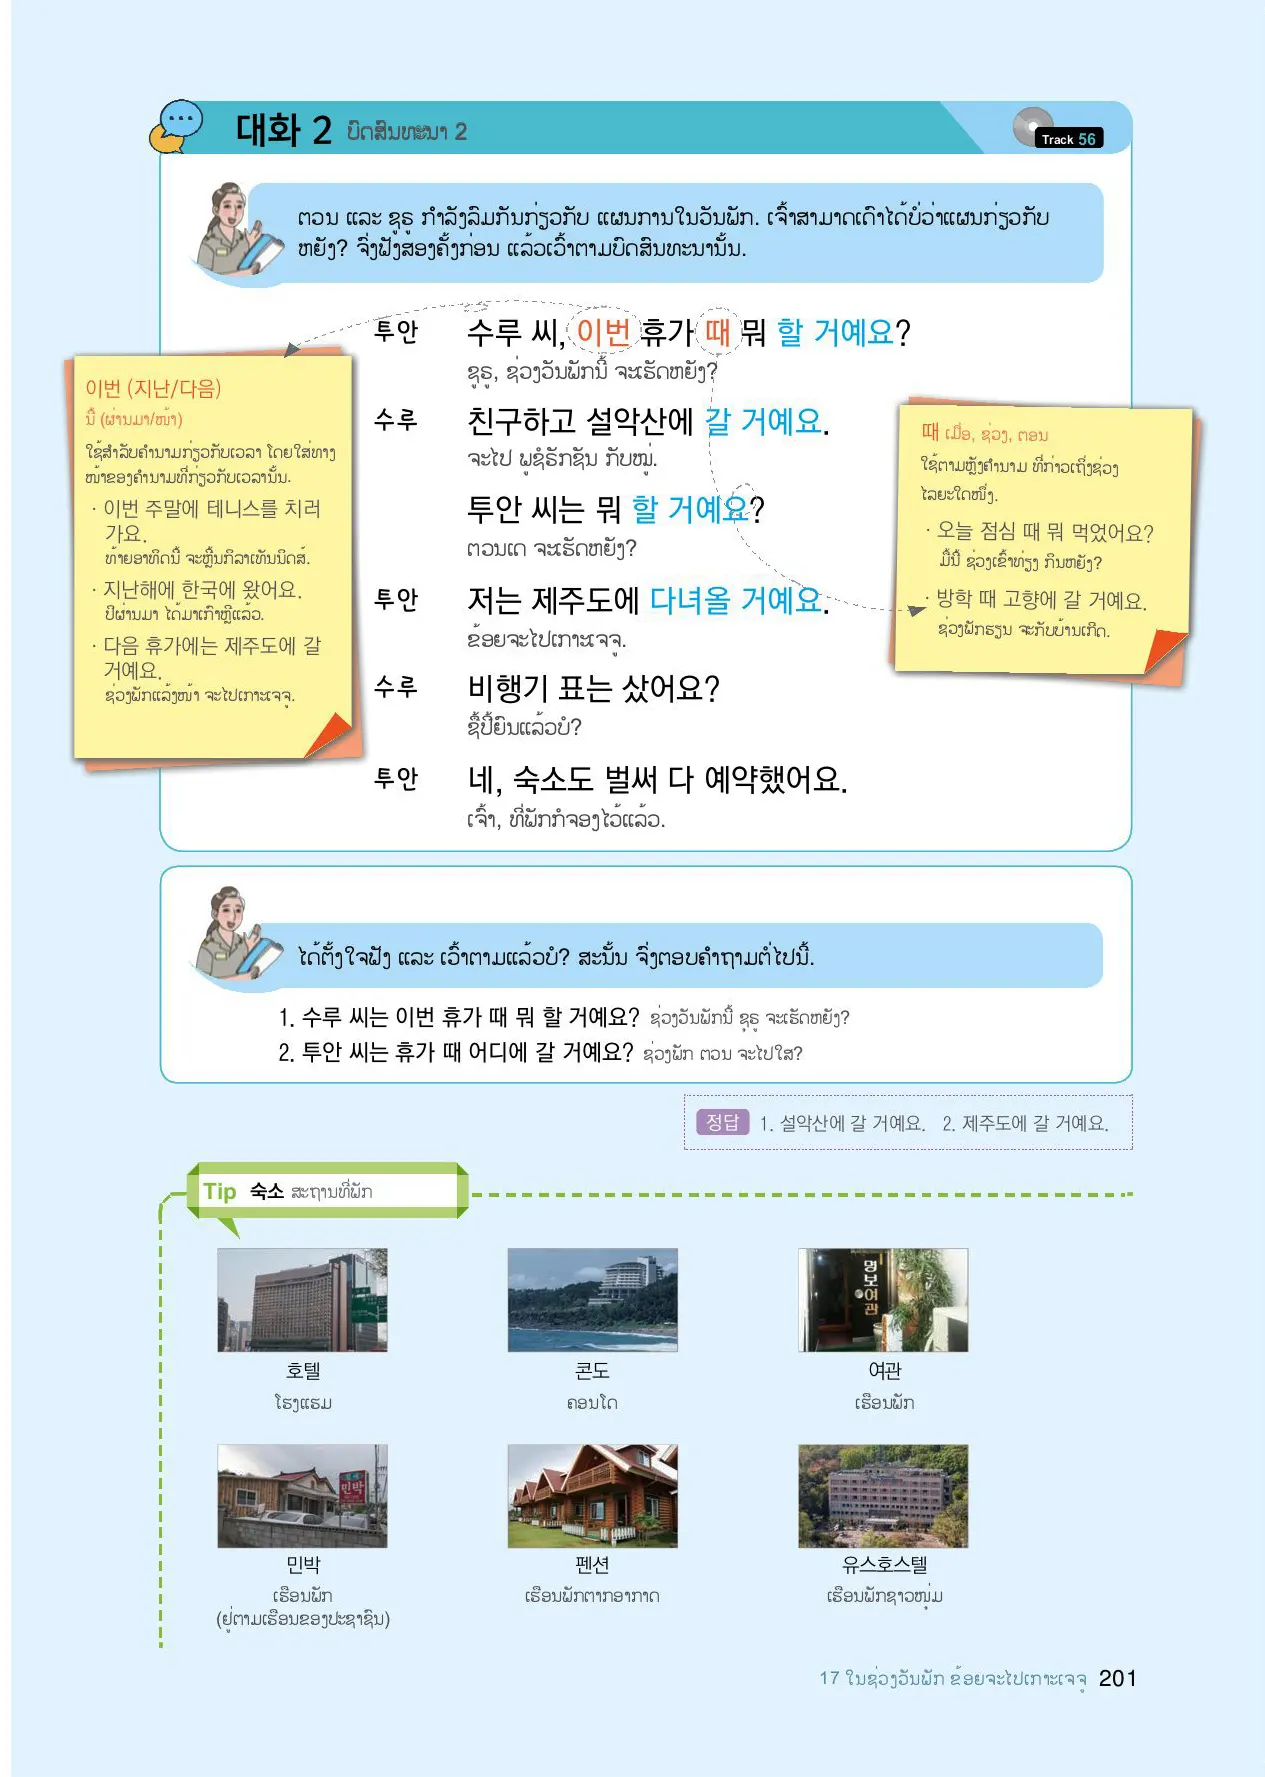 대화 2 ບົດສົນທະນາ 2
Track 56
ຕວນ ແລະ ຊູຣູ ກຳລັງລົມກັນກ່ຽວກັບ ແຜນການໃນວັນພັກ. ເຈົ້າສາມາດເດົາໄດ້ບໍ່ວ່າແຜນກ່ຽວກັບ
ຫຍັງ? ຈົ່ງຟັງສອງຄັ້ງກ່ອນ ແລ້ວເວົ້າຕາມບົດສົນທະນານັ້ນ.
투안 수루 씨, 이번 휴가 때 뭐 할 거예요?
ຊູຣູ, ຊ່ວງວັນພັກນີ້ ຈະເຮັດຫຍັງ?
수루 친구하고 설악산에 갈 거예요.
ຈະໄປ ພູຊໍຣັກຊັນ ກັບໝູ່.
투안 씨는 뭐 할 거예요?
ຕວນເດ ຈະເຮັດຫຍັງ?
투안 저는 제주도에 다녀올 거예요.
ຂ້ອຍຈະໄປເກາະເຈຈູ.
수루 비행기 표는 샀어요?
ຊື້ປີ້ຍົນແລ້ວບໍ?
투안 네, 숙소도 벌써 다 예약했어요.
ເຈົ້າ, ທີ່ພັກກໍຈອງໄວ້ແລ້ວ.
이번 (지난/다음)
ນີ້ (ຜ່ານມາ/ໜ້າ)
ໃຊ້ສຳລັບຄຳນາມກ່ຽວກັບເວລາ ໂດຍໃສ່ທາງ
ໜ້າຂອງຄຳນາມທີ່ກ່ຽວກັບເວລານັ້ນ.
· 이번 주말에 테니스를 치러
가요.
ທ້າຍອາທິດນີ້ ຈະຫຼິ້ນກິລາເທັນນິດສ໌.
· 지난해에 한국에 왔어요.
ປີຜ່ານມາ ໄດ້ມາເກົາຫຼີແລ້ວ.
· 다음 휴가에는 제주도에 갈
거예요.
ຊ່ວງພັກແລ້ງໜ້າ ຈະໄປເກາະເຈຈູ.
때 ເມື່ອ, ຊ່ວງ, ຕອນ
ໃຊ້ຕາມຫຼັງຄຳນາມ ທີ່ກ່າວເຖິງຊ່ວງ
ໄລຍະໃດໜຶ່ງ.
· 오늘 점심 때 뭐 먹었어요?
ມື້ນີ້ ຊ່ວງເຂົ້າທ່ຽງ ກິນຫຍັງ?
· 방학 때 고향에 갈 거예요.
ຊ່ວງພັກຮຽນ ຈະກັບບ້ານເກີດ.
ໄດ້ຕັ້ງໃຈຟັງ ແລະ ເວົ້າຕາມແລ້ວບໍ? ສະນັ້ນ ຈົ່ງຕອບຄຳຖາມຕໍ່ໄປນີ້.
1. 수루 씨는 이번 휴가 때 뭐 할 거예요? ຊ່ວງວັນພັກນີ້ ຊູຣູ ຈະເຮັດຫຍັງ?
2. 투안 씨는 휴가 때 어디에 갈 거예요? ຊ່ວງພັກ ຕວນ ຈະໄປໃສ?
정답 1. 설악산에 갈 거예요. 2. 제주도에 갈 거예요.
Tip 숙소 ສະຖານທີ່ພັກ
명보여관
호텔 콘도 여관
ໂຮງແຮມ ຄອນໂດ ເຮືອນພັກ
민박
민박 펜션 유스호스텔
ເຮືອນພັກ ເຮືອນພັກຕາກອາກາດ ເຮືອນພັກຊາວໜຸ່ມ
(ຢູ່ຕາມເຮືອນຂອງປະຊາຊົນ)
17 ໃນຊ່ວງວັນພັກ ຂ້ອຍຈະໄປເກາະເຈຈູ 201